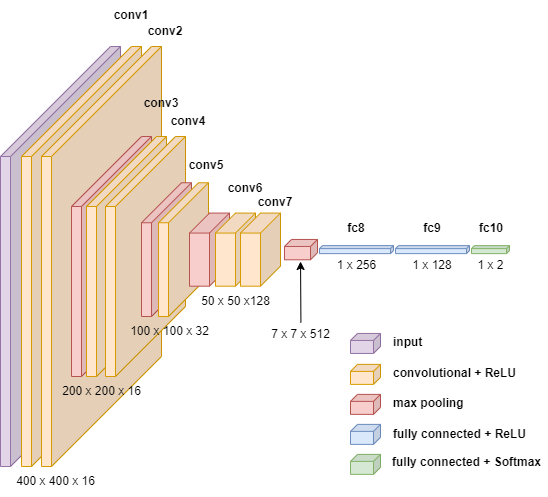 conv1
conv2
conv3
conv4
conv5
conv6
conv7
fc8
fc9
fc10
1 x 256
1 x 128
1 x 2
50 x 50 x128
100 x 100 x 32
7 x 7 x 512
200 x 200 x 16
400 x 400 x 16
input
convolutional + ReLU
max pooling
fully connected + ReLU
fully connected + Softmax